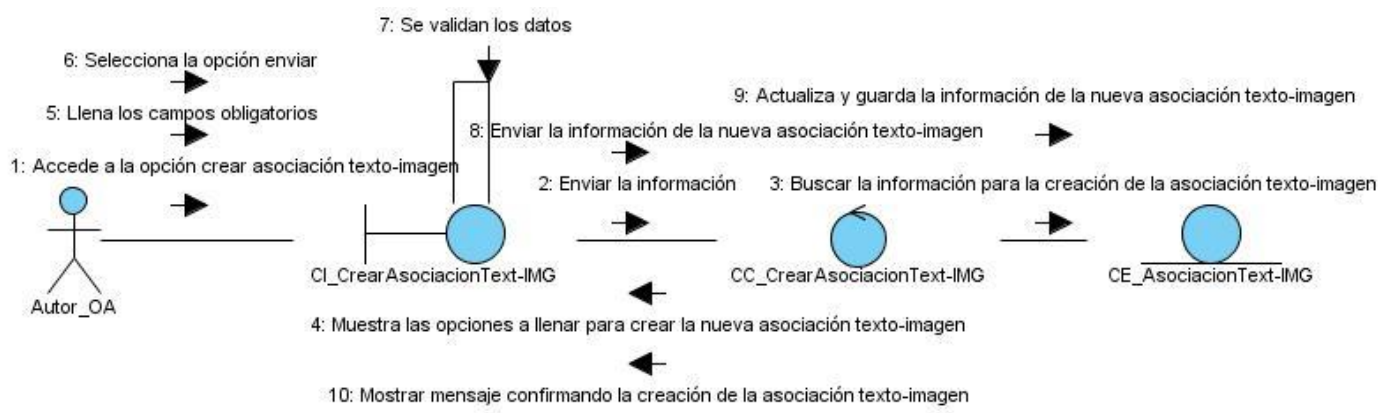 7: Se validan los datos
6: Selecciona la opción enviar
9: Actualiza y guarda la información de la nueva asociación texto-imagen
5: Llena los campos obligatorios
8: Enviar la información de la nueva asociación texto-imagen
1: Accede a la opción crear asociación texto-imagen
2: Enviar la información
3: Buscar la información para la creación de la asociación texto-imagen
CI_CrearAsociacionText-IMG
CC_CrearAsociacionText-IMG
CE_AsociacionText-IMG
Autor_OA
4: Muestra las opciones a llenar para crear la nueva asociación texto-imagen
10: Mostrar mensaje confirmando la creación de la asociación texto-imagen